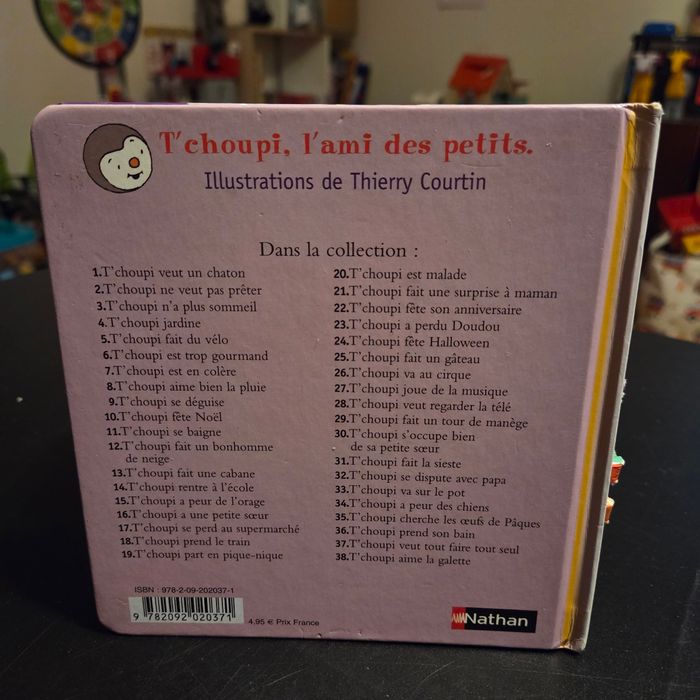 T'choupi, l'ami des petits.
Illustrations de Thierry Courtin
Dans la collection :
1.T'choupi veut un chaton
2.T'choupi ne veut pas prêter
3.T'choupi n'a plus sommeil
4.T'choupi jardine
5.T'choupi fait du vélo
6.T'choupi est trop gourmand
7.T'choupi est en colère
8.T'choupi aime bien la pluie
9.T'choupi se déguise
10.T'choupi fête Noël
11.T'choupi se baigne
12.T'choupi fait un bonhomme
de neige
13.T'choupi fait une cabane
14.T'choupi rentre à l'école
15.T'choupi a peur de l'orage
16.T'choupi a une petite sœur
17.T'choupi se perd au supermarché
18.T'choupi prend le train
19.T'choupi part en pique-nique
20.T'choupi est malade
21.T'choupi fait une surprise à maman
22.T'choupi fête son anniversaire
23.T'choupi a perdu Doudou
24.T'choupi fête Halloween
25.T'choupi fait un gâteau
26.T'choupi va au cirque
27.T'choupi joue de la musique
28.T'choupi veut regarder la télé
29.T'choupi fait un tour de manège
30.T'choupi s'occupe bien
de sa petite sœur
31.T'choupi fait la sieste
32.T'choupi se dispute avec papa
33.T'choupi va sur le pot
34.T'choupi a peur des chiens
35.T'choupi cherche les œufs de Pâques
36.T'choupi prend son bain
37.T'choupi veut tout faire tout seul
38.T'choupi aime la galette
ISBN : 978-2-09-202037-1
9 782092 020371
4,95 € Prix France
Nathan